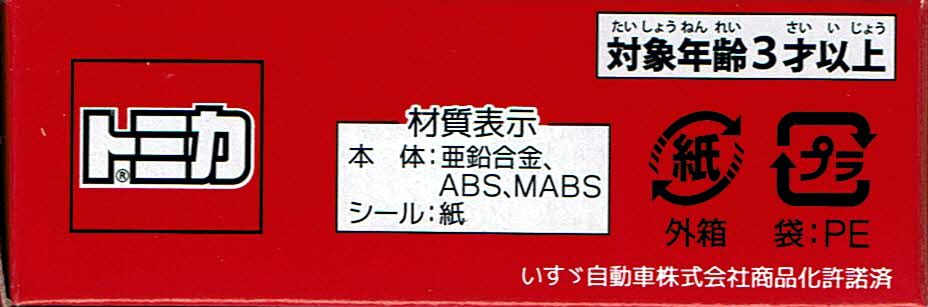 たいしょうねんれい さいいじょう
対象年齢3才以上
トミカ®
材質表示
本 体:亜鉛合金、
ABS、MABS
シール:紙
紙
外箱
プラ
袋:PE
いすゞ自動車株式会社商品化許諾済